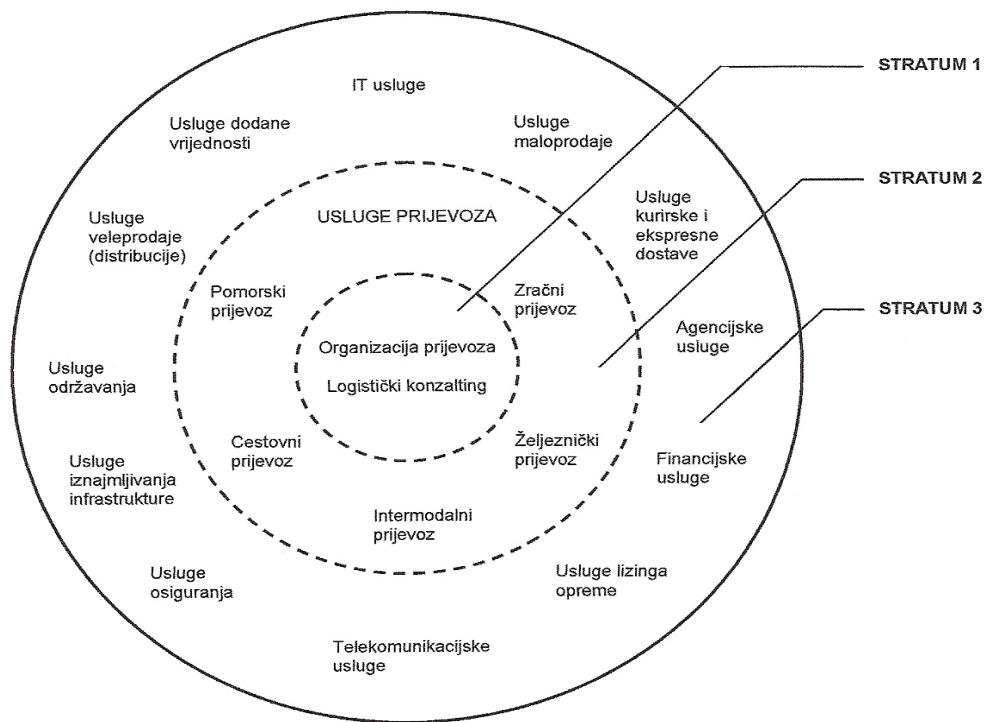 STRATUM 1
IT usluge
Usluge dodane
vrijednosti
Usluge
maloprodaje
STRATUM 2
Usluge
kurirske i
ekspresne
dostave
Usluge
veleprodaje
(distribucije)
USLUGE PRIJEVOZA
Pomorski
prijevoz
Zračni
prijevoz
STRATUM 3
Agencijske
usluge
Organizacija prijevoza
Logistički konzalting
Usluge
održavanja
Cestovni
prijevoz
Željeznički
prijevoz
Usluge
iznajmljivanja
infrastrukture
Financijske
usluge
Intermodalni
prijevoz
Usluge
osiguranja
Usluge lizinga
opreme
Telekomunikacijske
usluge